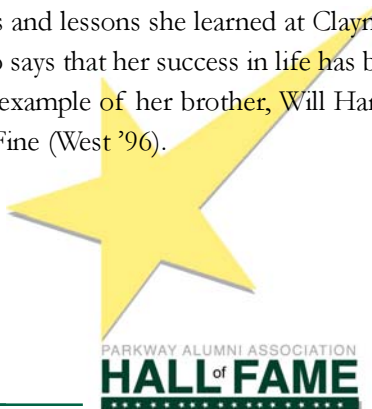 s and lessons she learned at Clayn
o says that her success in life has b
example of her brother, Will Har
Fine (West ’96).
PARKWAY ALUMNI ASSOCIATION
HALL of FAME